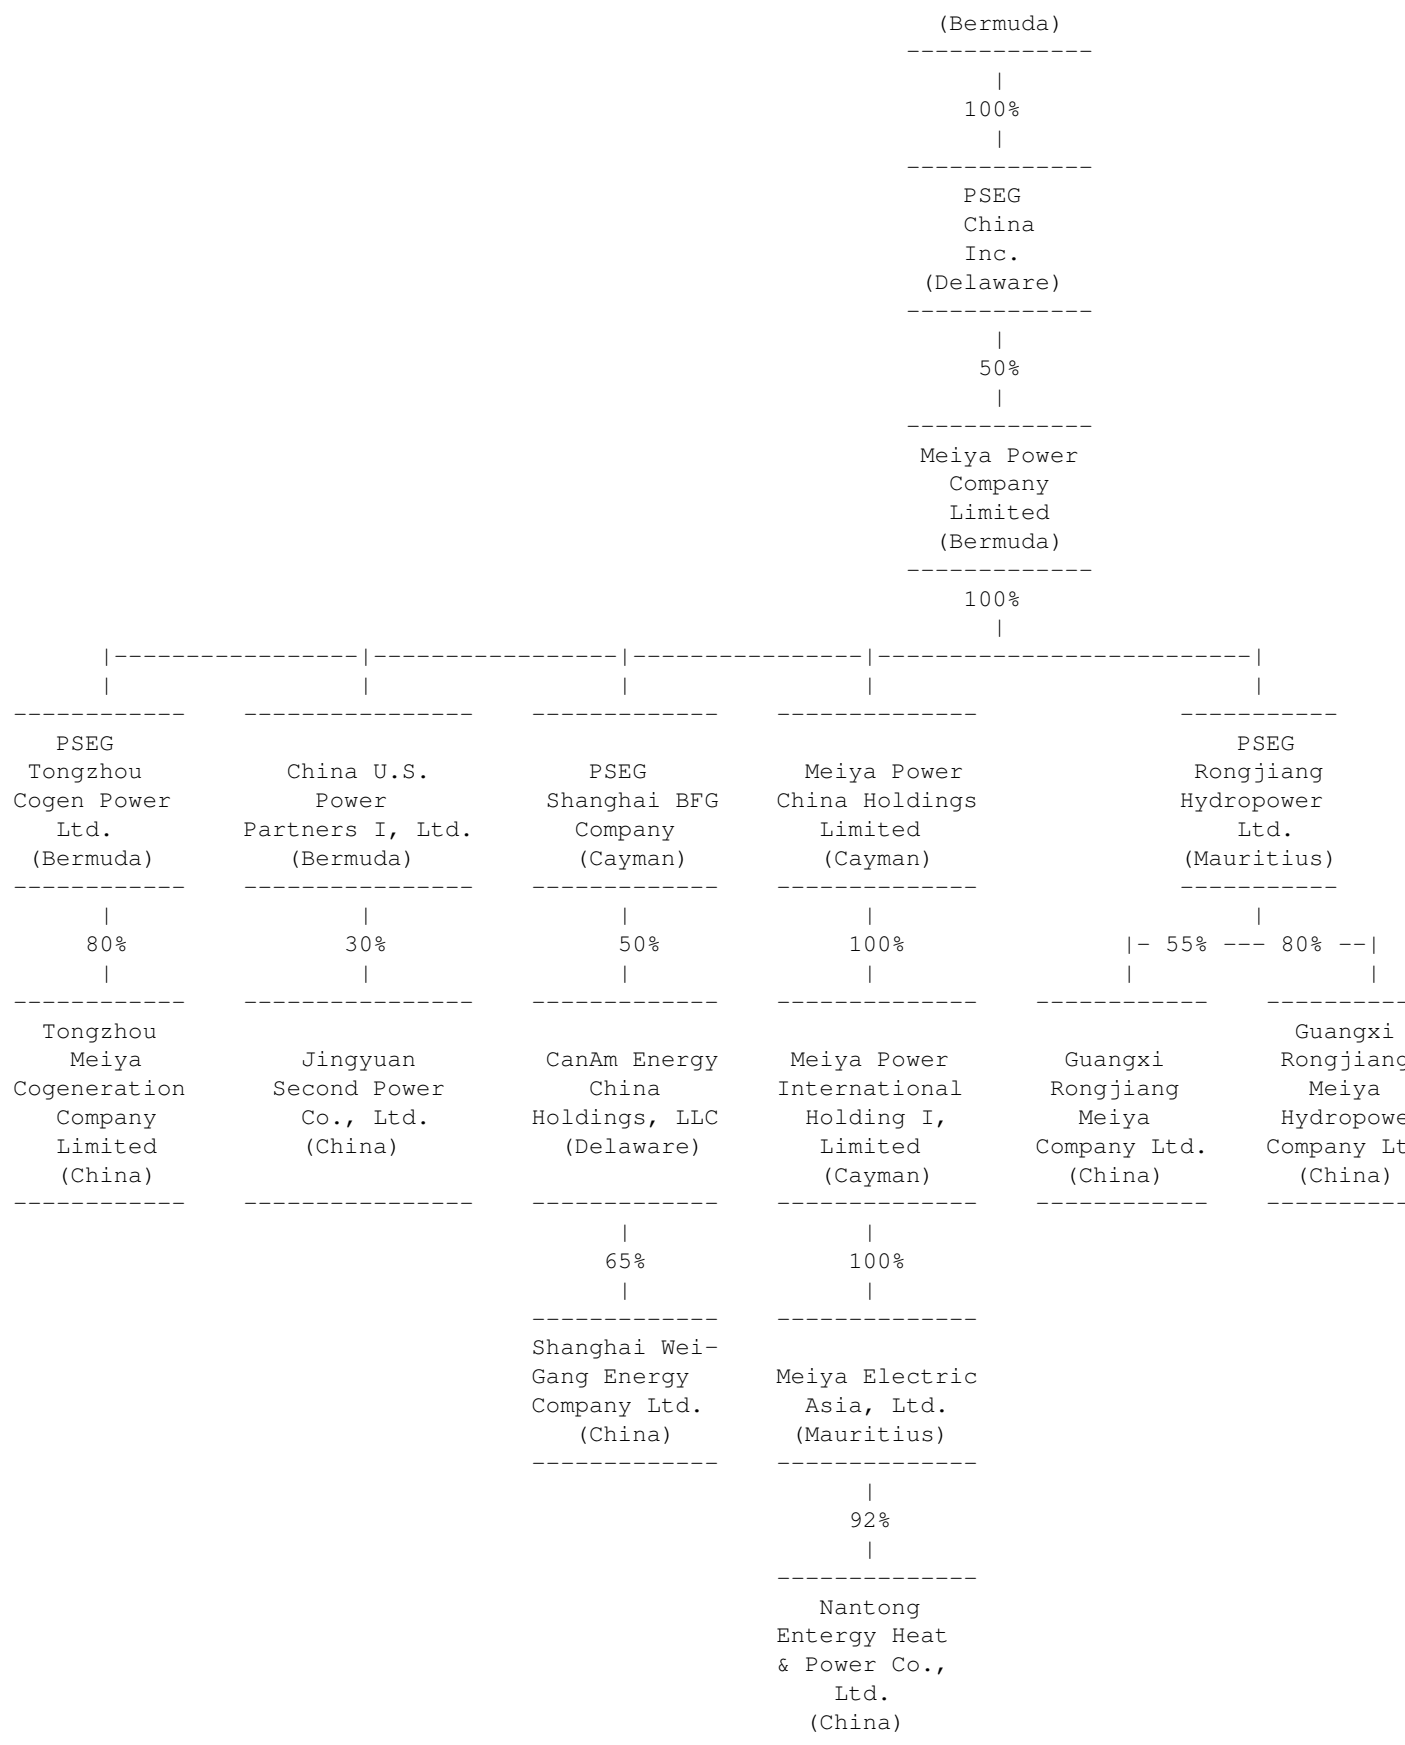 (Bermuda)
-------------
|
100%
|
-------------
PSEG
China
Inc.
(Delaware)
-------------
|
50%
|
-------------
Meiya Power
Company
Limited
(Bermuda)
-------------
100%
|
|-----------------|-----------------|----------------|--------------------------|
| | | | |
------------ ---------------- ------------- -------------- -----------
PSEG PSEG
Tongzhou China U.S. PSEG Meiya Power Rongjiang
Cogen Power Power Shanghai BFG China Holdings Hydropower
Ltd. Partners I, Ltd. Company Limited Ltd.
(Bermuda) (Bermuda) (Cayman) (Cayman) (Mauritius)
------------ ---------------- ------------- -------------- -----------
| | | | |
80% 30% 50% 100% |- 55% --- 80% --|
| | | | | |
------------ ---------------- ------------- -------------- ------------ ----------
Tongzhou Guangxi
Meiya Jingyuan CanAm Energy Meiya Power Guangxi Rongjiang
Cogeneration Second Power China International Rongjiang Meiya
Company Co., Ltd. Holdings, LLC Holding I, Meiya Hydropowe
Limited (China) (Delaware) Limited Company Ltd. Company Lt
(China) (Cayman) (China) (China)
------------ ---------------- ------------- -------------- ------------ ----------
| |
65% 100%
| |
------------- --------------
Shanghai Wei-
Gang Energy Meiya Electric
Company Ltd. Asia, Ltd.
(China) (Mauritius)
------------- --------------
|
92%
|
--------------
Nantong
Entergy Heat
& Power Co.,
Ltd.
(China)